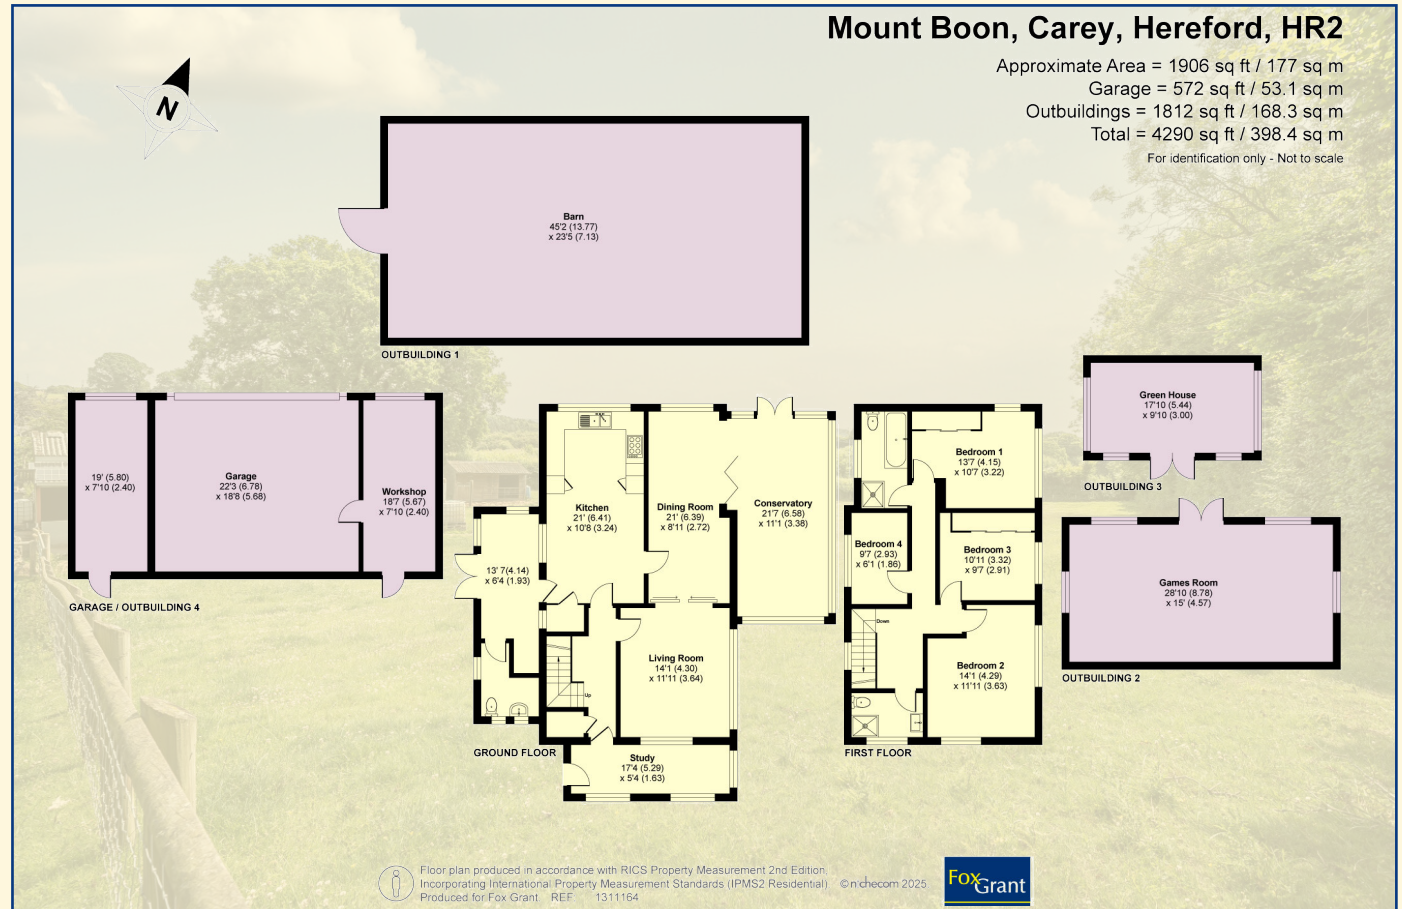 Mount Boon, Carey, Hereford, HR2
Approximate Area = 1906 sq ft / 177 sq m
Garage = 572 sq ft / 53.1 sq m
Outbuildings = 1812 sq ft / 168.3 sq m
Total = 4290 sq ft / 398.4 sq m
For identification only - Not to scale
N
Barn
45'2 (13.77)
x 23'5 (7.13)
OUTBUILDING 1
Green House
17'10 (5.44)
x 9'10 (3.00)
OUTBUILDING 3
19' (5.80)
x 7'10 (2.40)
Garage
22'3 (6.78)
x 18'8 (5.68)
Workshop
18'7 (5.67)
x 7'10 (2.40)
GARAGE / OUTBUILDING 4
Kitchen
21' (6.41)
x 10'8 (3.24)
Dining Room
21' (6.39)
x 8'11 (2.72)
Conservatory
21'7 (6.58)
x 11'1 (3.38)
13' 7(4.14)
x 6'4 (1.93)
Living Room
14'1 (4.30)
x 11'11 (3.64)
Up
Study
17'4 (5.29)
x 5'4 (1.63)
GROUND FLOOR
Bedroom 1
13'7 (4.15)
x 10'7 (3.22)
Bedroom 4
9'7 (2.93)
x 6'1 (1.86)
Bedroom 3
10'11 (3.32)
x 9'7 (2.91)
Down
Bedroom 2
14'1 (4.29)
x 11'11 (3.63)
FIRST FLOOR
Games Room
28'10 (8.78)
x 15' (4.57)
OUTBUILDING 2
Floor plan produced in accordance with RICS Property Measurement 2nd Edition,
Incorporating International Property Measurement Standards (IPMS2 Residential). ©nichecom 2025.
Produced for Fox Grant. REF: 1311164
Fox
Grant